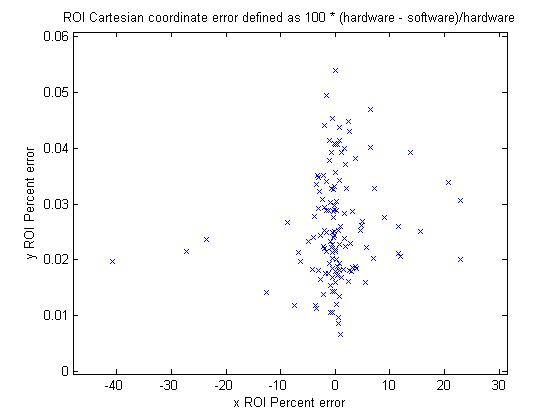 ROI Cartesian coordinate error defined as 100 * (hardware - software)/hardware
0.06
0.05
0.04
y ROI Percent error
0.03
0.02
0.01
0
-40 -30 -20 -10 0 10 20 30
x ROI Percent error